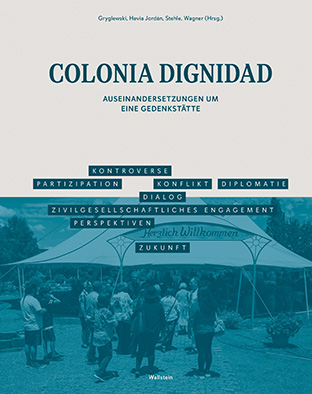 Gryglewski, Hevia Jordán, Stehle, Wagner (Hrsg.)
COLONIA DIGNIDAD
AUSEINANDERSETZUNGEN UM
EINE GEDENKSTÄTTE
KONTROVERSE
PARTIZIPATION KONFLIKT DIPLOMATIE
DIALOG
ZIVILGESELLSCHAFTLICHES ENGAGEMENT
PERSPEKTIVEN
Herzlich Willkommen
ZUKUNFT
Wallstein